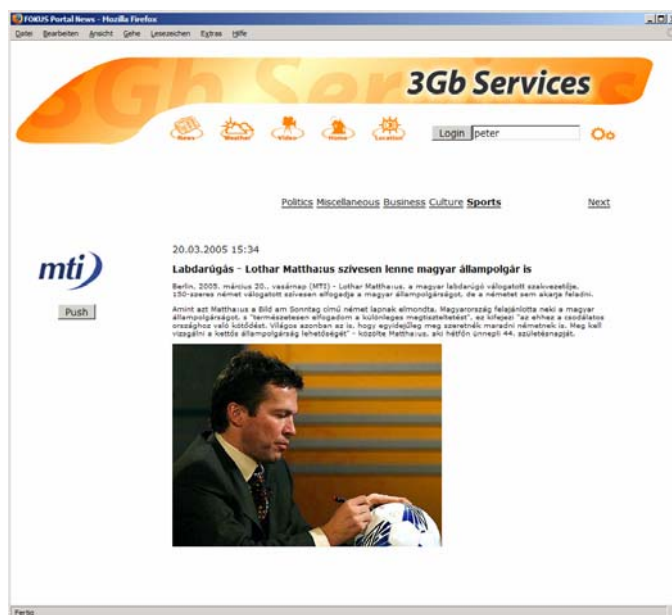 FOKUS Portal News - Mozilla Firefox
Datei Bearbeiten Ansicht Gehe Lesezeichen Extras Hilfe
3Gb Services
3Gb Services
News Weather Video Home Location Login peter
Politics Miscellaneous Business Culture Sports Next
mti
Push
20.03.2005 15:34
Labdarúgás - Lothar Mattha:us szívesen lenne magyar állampolgár is
Berlin, 2005. március 20., vasárnap (MTI) - Lothar Mattha:us, a magyar labdarúgó válogatott szakvezetője,
150-szeres német válogatott szívesen elfogadja a magyar állampolgárságot, de a németet sem akarja feladni.
Amint azt Mattha:us a Bild am Sonntag című német lapnak elmondta, Magyarország felajánlotta neki a magyar
állampolgárságot, s "természetesen elfogadom a különleges megtiszteltetést", ez kifejezi "az ehhez a csodálatos
országhoz való kötődést. Világos azonban az is, hogy egyidejűleg meg szeretnék maradni németnek is. Meg kell
vizsgálni a kettős állampolgárság lehetőségét" - közölte Mattha:us, aki hétfőn ünnepli 44. születésnapját.
Fertig